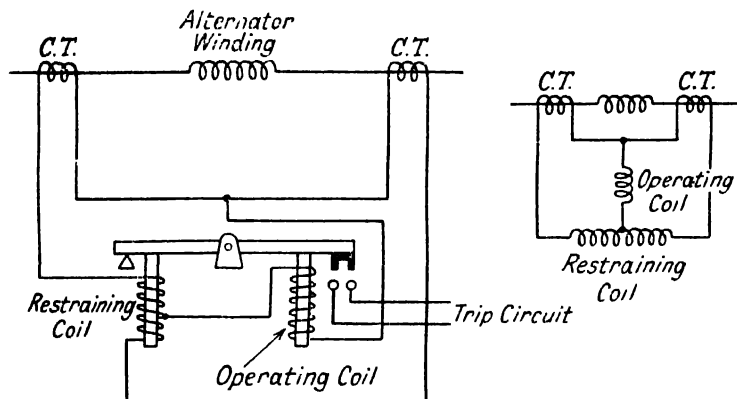 Alternator
Winding
C.T.
C.T.
Restraining
Coil
Operating Coil
Trip Circuit
C.T.
C.T.
Operating
Coil
Restraining
Coil